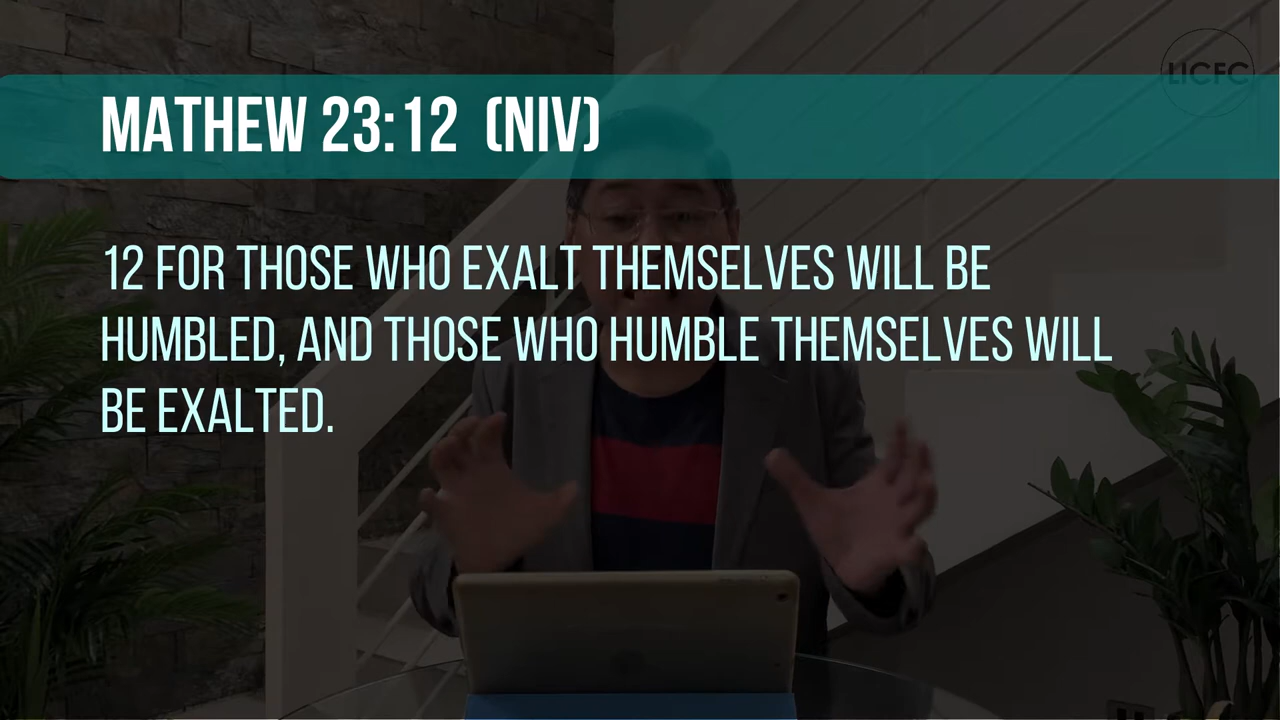 LICFC
MATHEW 23:12 (NIV)
12 FOR THOSE WHO EXALT THEMSELVES WILL BE
HUMBLED, AND THOSE WHO HUMBLE THEMSELVES WILL
BE EXALTED.